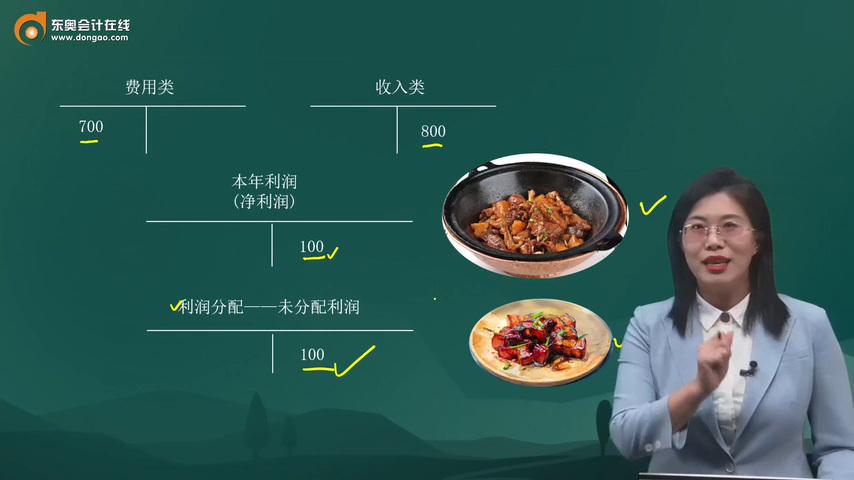 东奥会计在线
www.dongao.com
费用类
收入类
700
800
本年利润
(净利润)
100
利润分配——未分配利润
100